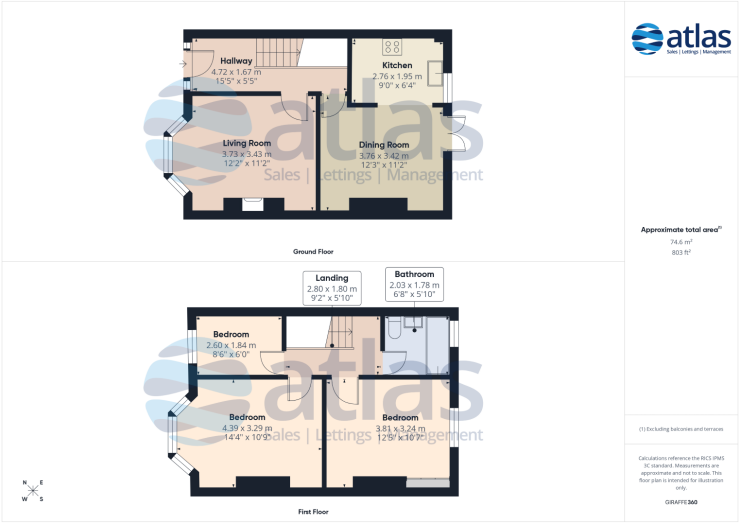 atlas
Sales | Lettings | Management
Hallway
4.72 x 1.67 m
15'5" x 5'5"
Kitchen
2.76 x 1.95 m
9'0" x 6'4"
atlas
Sales | Lettings | Management
Living Room
3.73 x 3.43 m
12'2" x 11'2"
Dining Room
3.76 x 3.42 m
12'3" x 11'2"
Ground Floor
Approximate total area(1)
74.6 m²
803 ft²
Landing
2.80 x 1.80 m
9'2" x 5'10"
Bathroom
2.03 x 1.78 m
6'8" x 5'10"
Bedroom
2.60 x 1.84 m
8'6" x 6'0"
atlas
Sales | Lettings | Management
Bedroom
4.39 x 3.29 m
14'4" x 10'9"
Bedroom
3.81 x 3.24 m
12'5" x 10'7"
First Floor
N E
W S
(1) Excluding balconies and terraces
Calculations reference the RICS IPMS
3C standard. Measurements are
approximate and not to scale. This
floor plan is intended for illustration
only.
GIRAFFE360